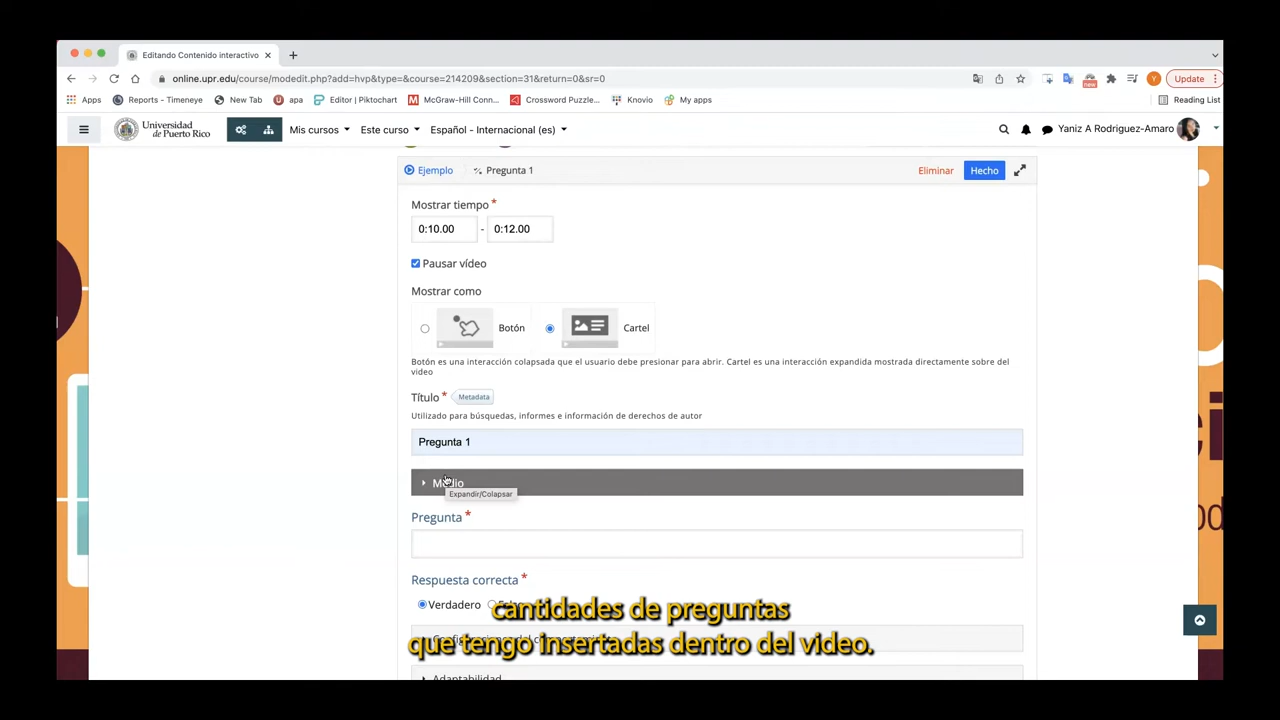 Editando Contenido interactivo
online.upr.edu/course/modedit.php?add=hvp&type=&course=214209&section=31&return=0&sr=0
Update
Apps
Reports - Timeneye
New Tab
apa
Editor | Piktochart
McGraw-Hill Conn...
Crossword Puzzle...
Knovio
My apps
Reading List
Universidad de Puerto Rico
Mis cursos
Este curso
Español - Internacional (es)
Yaniz A Rodriguez-Amaro
Ejemplo
Pregunta 1
Eliminar
Hecho
Mostrar tiempo *
0:10.00 - 0:12.00
Pausar vídeo
Mostrar como
Botón
Cartel
Botón es una interacción colapsada que el usuario debe presionar para abrir. Cartel es una interacción expandida mostrada directamente sobre del
video
Título * Metadata
Utilizado para búsquedas, informes e información de derechos de autor
Pregunta 1
Medio
Expandir/Colapsar
Pregunta *
Respuesta correcta *
Verdadero
cantidades de preguntas
que tengo insertadas dentro del video.
Adaptabilidad